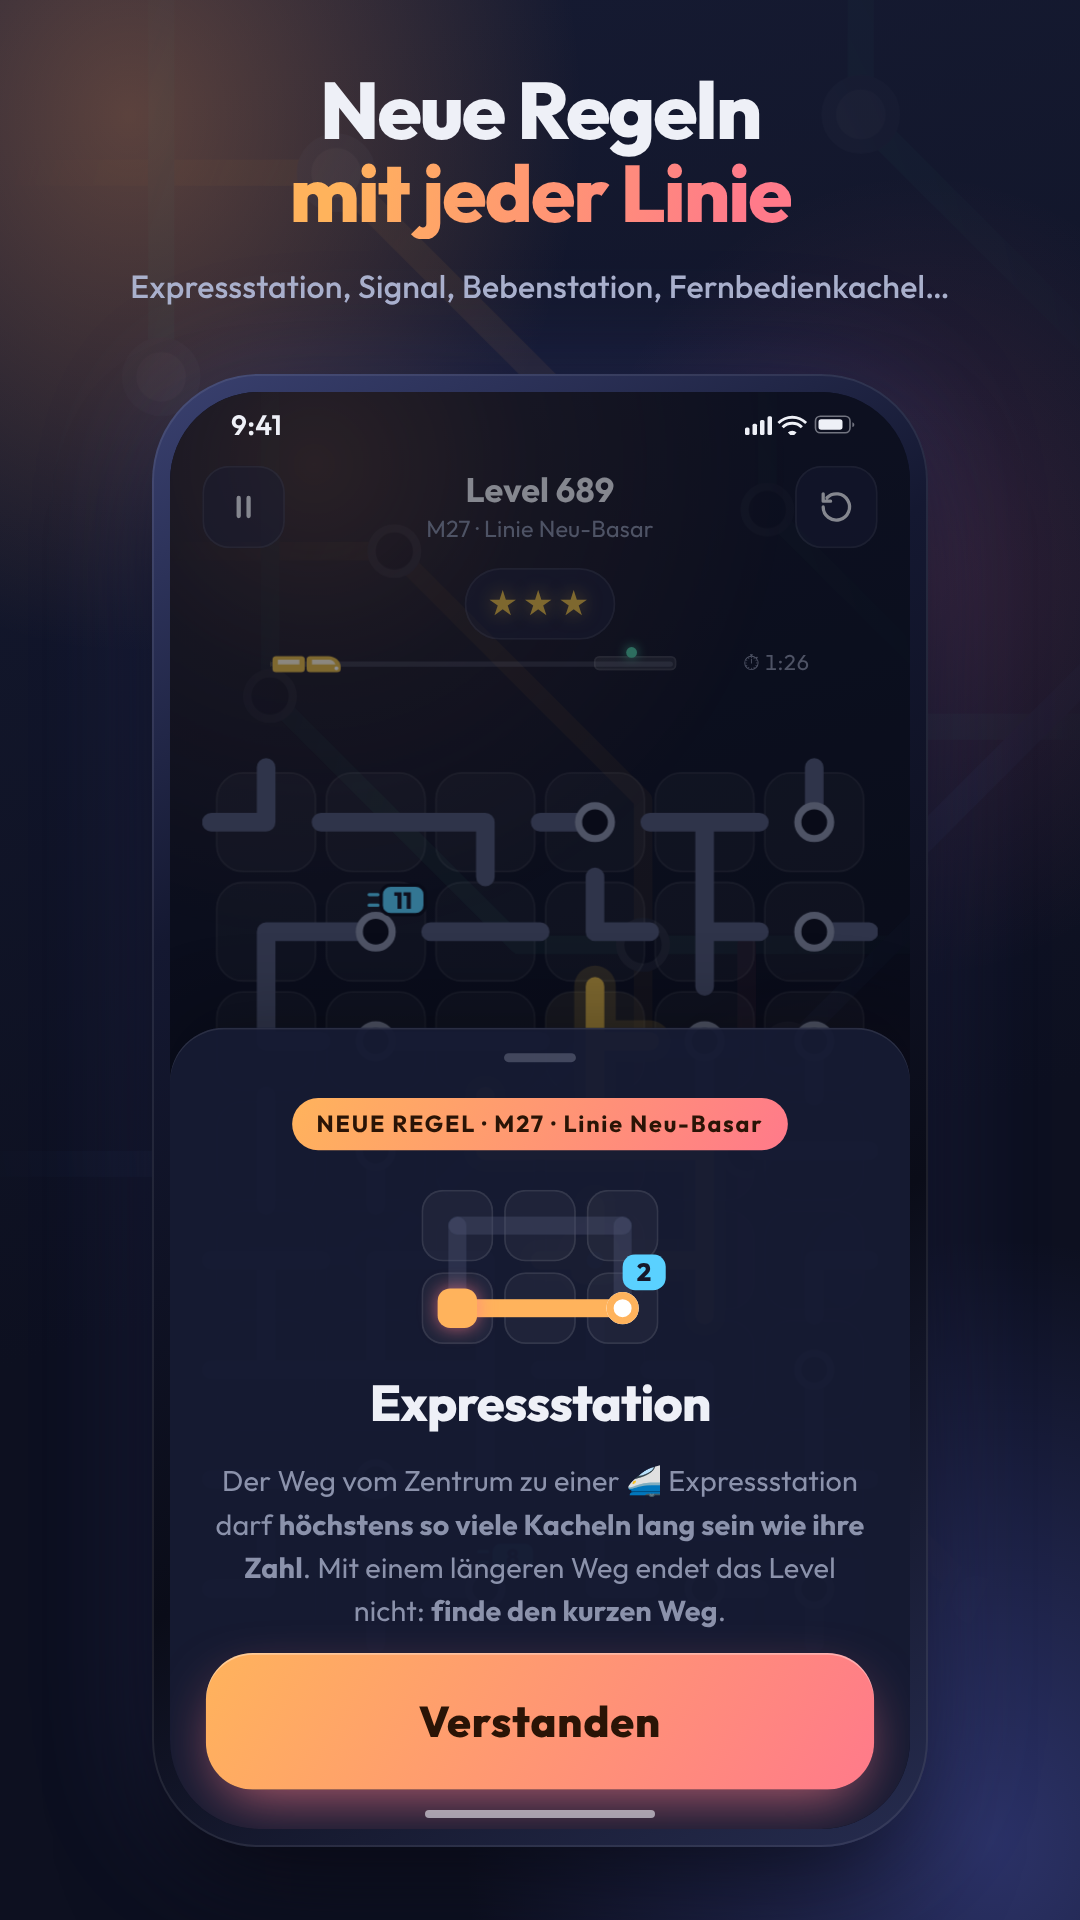 Neue Regeln
mit jeder Linie
Expressstation, Signal, Bebenstation, Fernbedienkachel...
9:41
Level 689
M27 · Linie Neu-Basar
★ ★ ★
⏱ 1:26
11
NEUE REGEL · M27 · Linie Neu-Basar
2
Expressstation
Der Weg vom Zentrum zu einer 🚄 Expressstation
darf höchstens so viele Kacheln lang sein wie ihre
Zahl. Mit einem längeren Weg endet das Level
nicht: finde den kurzen Weg.
Verstanden